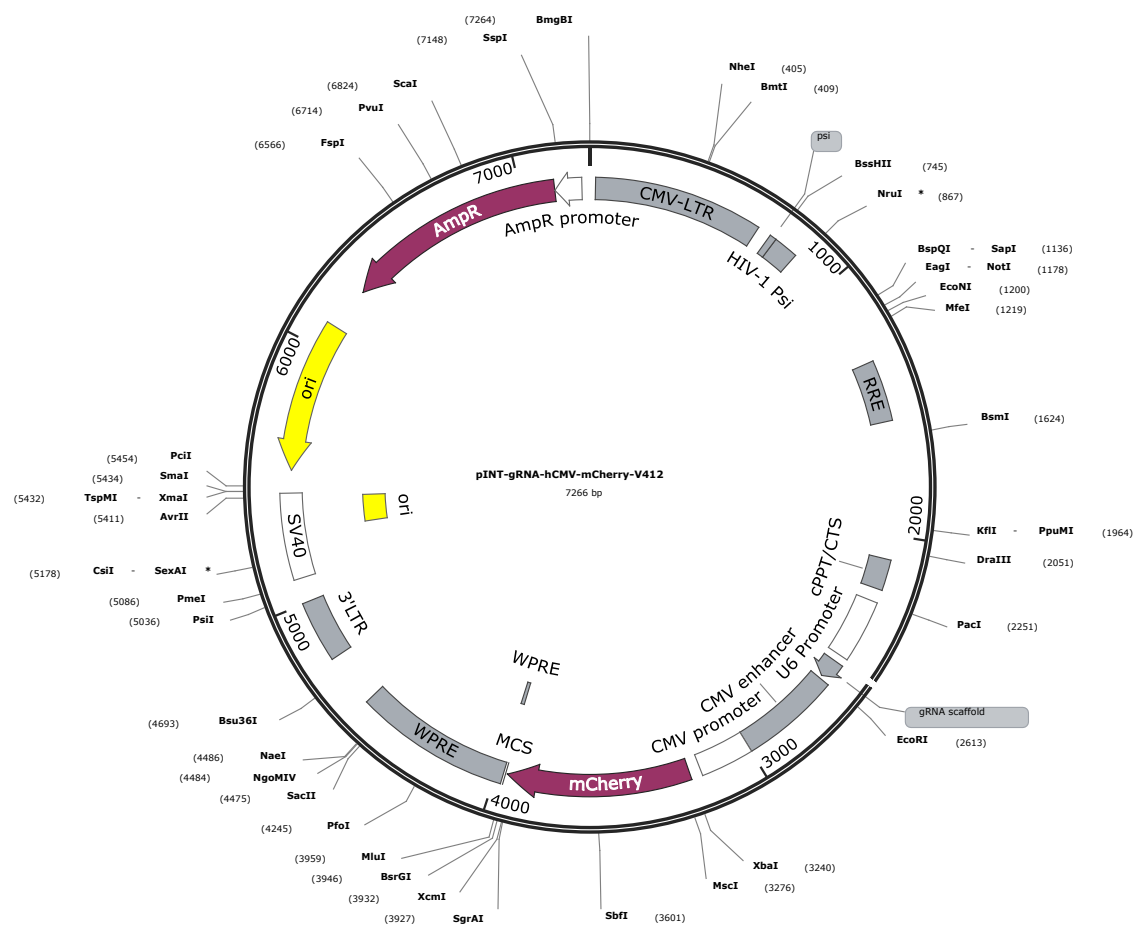 (7264) BmgBI
(7148) SspI
(6824) ScaI
(6714) PvuI
(6566) FspI
NheI (405)
BmtI (409)
psi
BssHII (745)
NruI * (867)
BspQI - SapI (1136)
EagI - NotI (1178)
EcoNI (1200)
MfeI (1219)
BsmI (1624)
KflI - PpuMI (1964)
DraIII (2051)
PacI (2251)
gRNA scaffold
EcoRI (2613)
XbaI (3240)
MscI (3276)
SbfI (3601)
(3927) SgrAI
(3932) XcmI
(3946) BsrGI
(3959) MluI
(4245) PfoI
(4475) SacII
(4484) NgoMIV
(4486) NaeI
(4693) Bsu36I
(5036) PsiI
(5086) PmeI
(5178) CsiI - SexAI *
(5411) AvrII
(5432) TspMI - XmaI
(5434) SmaI
(5454) PciI
7000
1000
2000
3000
4000
5000
6000
AmpR
AmpR promoter
CMV-LTR
HIV-1 Psi
RRE
cPPT/CTS
U6 Promoter
CMV enhancer
CMV promoter
mCherry
MCS
WPRE
WPRE
3'LTR
SV40
ori
ori
pINT-gRNA-hCMV-mCherry-V412
7266 bp